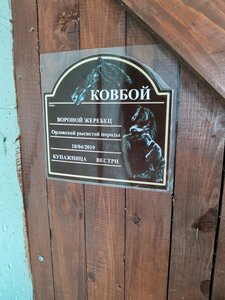 КОВБОЙ
ВОРОНОЙ ЖЕРЕБЕЦ
Орловской рысистой породы
18/04/2019
КУПАЖНИЦА ВЕСТРН